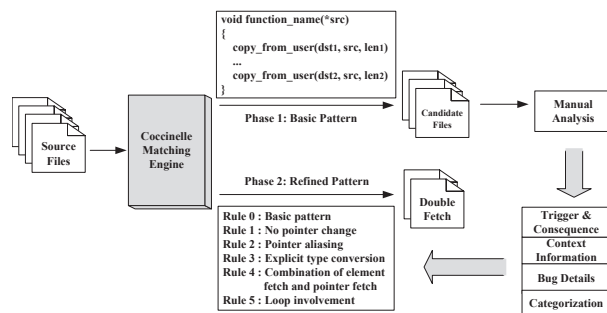 void function_name(*src)
{
copy_from_user(dst1, src, len1)
...
copy_from_user(dst2, src, len2)
}
Source
Files
Coccinelle
Matching
Engine
Phase 1: Basic Pattern
Candidate
Files
Manual
Analysis
Phase 2: Refined Pattern
Double
Fetch
Rule 0 : Basic pattern
Rule 1 : No pointer change
Rule 2 : Pointer aliasing
Rule 3 : Explicit type conversion
Rule 4 : Combination of element
fetch and pointer fetch
Rule 5 : Loop involvement
Trigger &
Consequence
Context
Information
Bug Details
Categorization